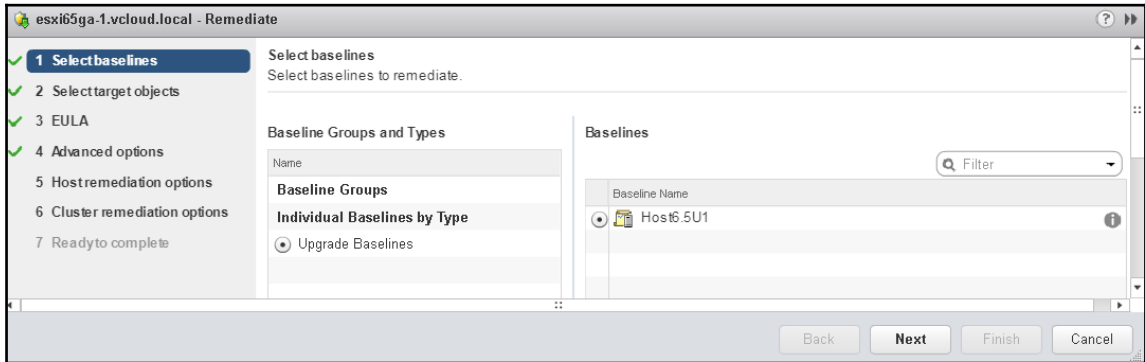 esxi65ga-1.vcloud.local - Remediate
1 Select baselines
2 Select target objects
3 EULA
4 Advanced options
5 Host remediation options
6 Cluster remediation options
7 Ready to complete
Select baselines
Select baselines to remediate.
Baseline Groups and Types
Name
Baseline Groups
Individual Baselines by Type
Upgrade Baselines
Baselines
Filter
Baseline Name
Host6.5U1
Back Next Finish Cancel